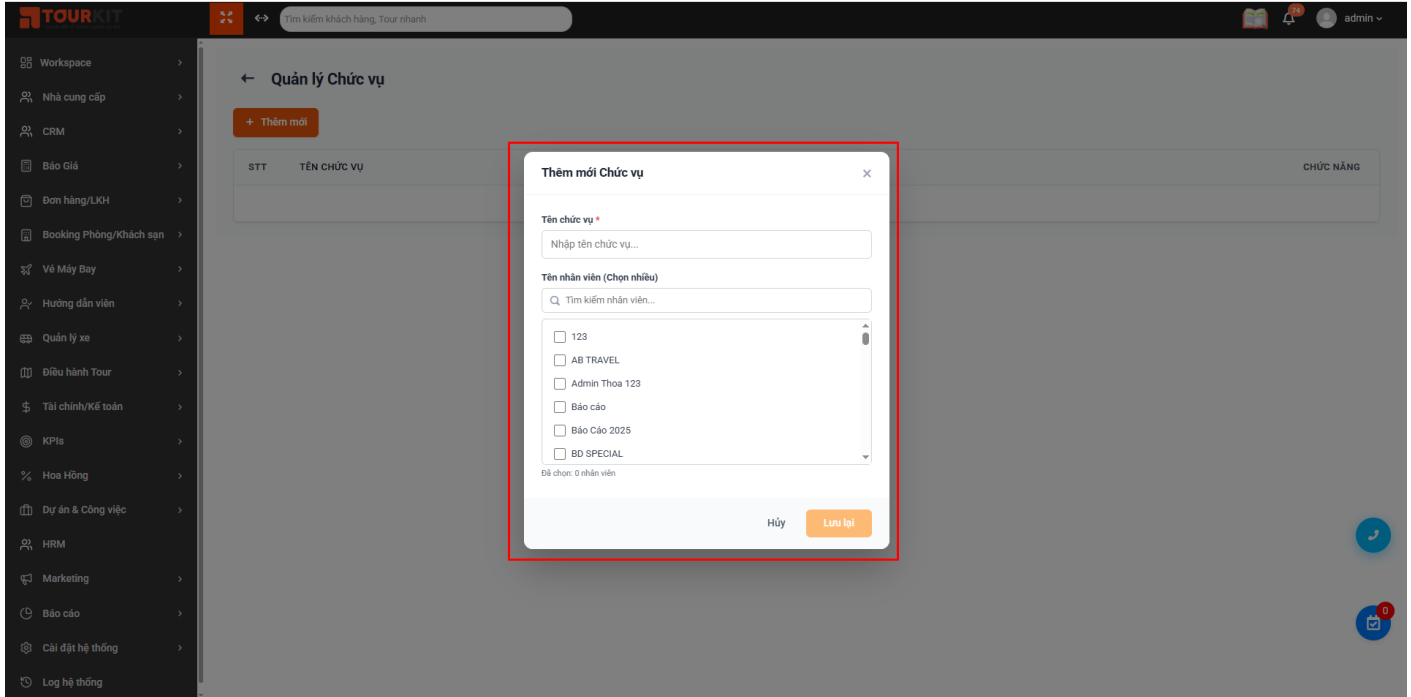 TOURKIT
Tìm kiếm khách hàng, Tour nhanh
74
admin
Workspace
Nhà cung cấp
CRM
Báo Giá
Đơn hàng/LKH
Booking Phòng/Khách sạn
Vé Máy Bay
Hướng dẫn viên
Quản lý xe
Điều hành Tour
Tài chính/Kế toán
KPIs
Hoa Hồng
Dự án & Công việc
HRM
Marketing
Báo cáo
Cài đặt hệ thống
Log hệ thống
Quản lý Chức vụ
+ Thêm mới
STT TÊN CHỨC VỤ CHỨC NĂNG
Thêm mới Chức vụ
Tên chức vụ *
Nhập tên chức vụ...
Tên nhân viên (Chọn nhiều)
Tìm kiếm nhân viên...
123
AB TRAVEL
Admin Thoa 123
Báo cáo
Báo Cáo 2025
BD SPECIAL
Đã chọn: 0 nhân viên
Hủy Lưu lại
0